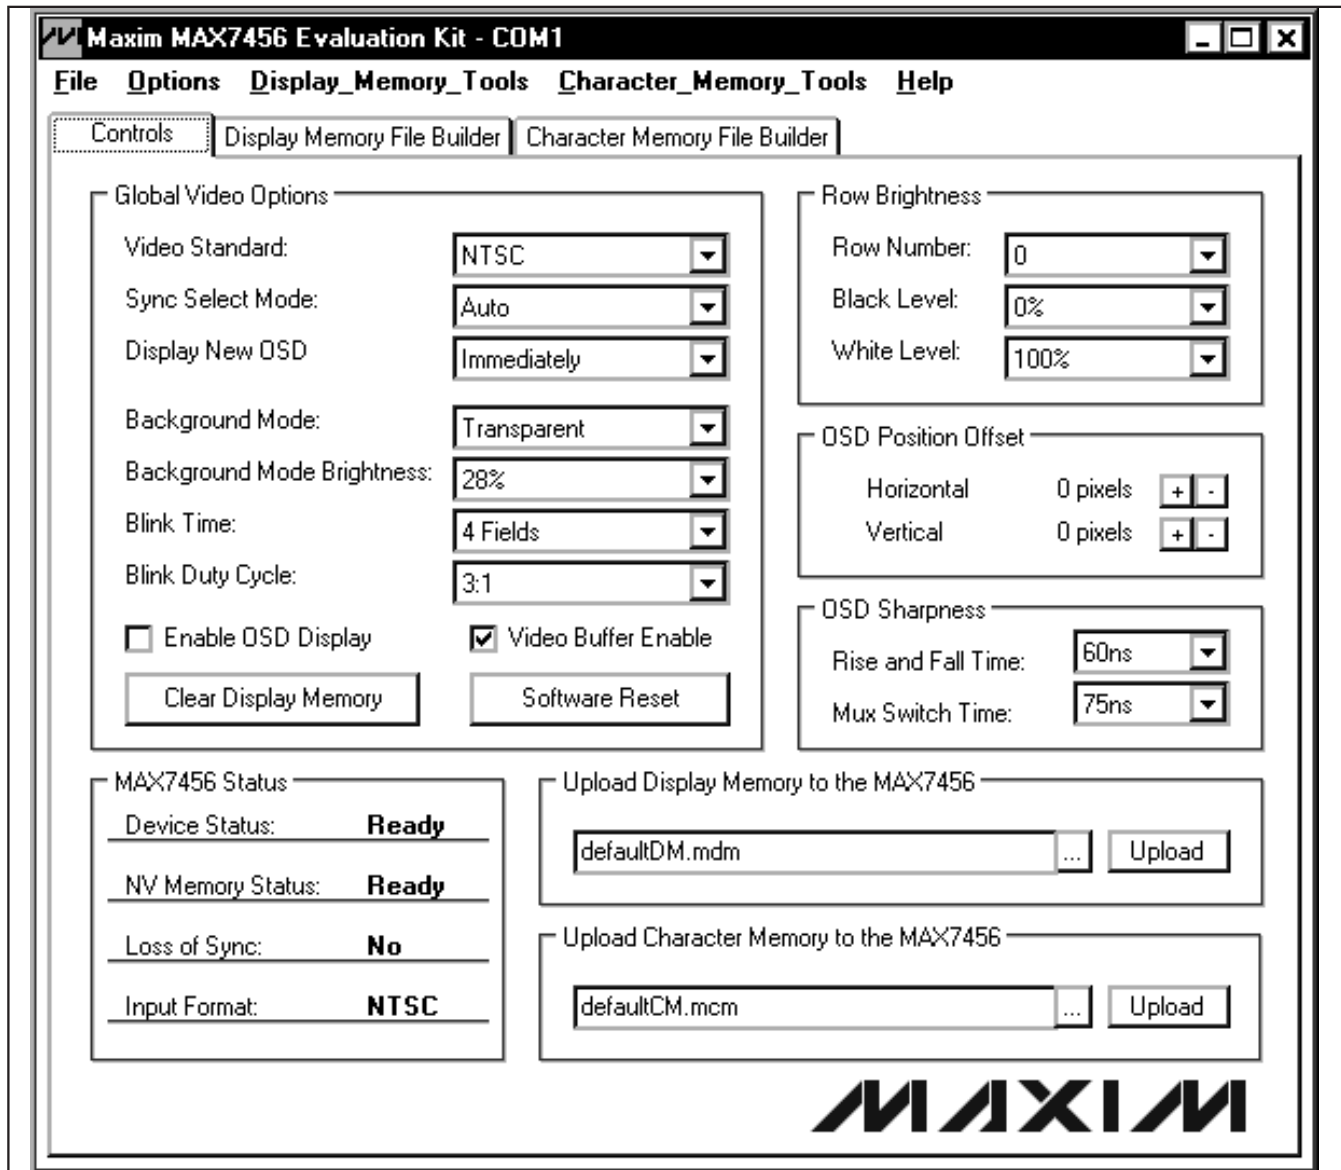 Maxim MAX7456 Evaluation Kit - COM1
File Options Display_Memory_Tools Character_Memory_Tools Help
Controls Display Memory File Builder Character Memory File Builder
Global Video Options
Video Standard: NTSC
Sync Select Mode: Auto
Display New OSD Immediately
Background Mode: Transparent
Background Mode Brightness: 28%
Blink Time: 4 Fields
Blink Duty Cycle: 3:1
Enable OSD Display Video Buffer Enable
Clear Display Memory Software Reset
Row Brightness
Row Number: 0
Black Level: 0%
White Level: 100%
OSD Position Offset
Horizontal 0 pixels + -
Vertical 0 pixels + -
OSD Sharpness
Rise and Fall Time: 60ns
Mux Switch Time: 75ns
MAX7456 Status
Device Status: Ready
NV Memory Status: Ready
Loss of Sync: No
Input Format: NTSC
Upload Display Memory to the MAX7456
defaultDM.mdm ... Upload
Upload Character Memory to the MAX7456
defaultCM.mcm ... Upload
MAXIM